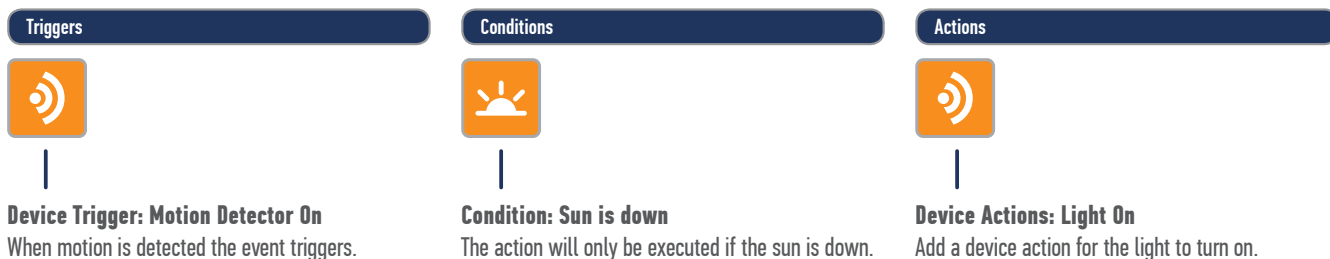 Triggers
Conditions
Actions
Device Trigger: Motion Detector On
When motion is detected the event triggers.
Condition: Sun is down
The action will only be executed if the sun is down.
Device Actions: Light On
Add a device action for the light to turn on.